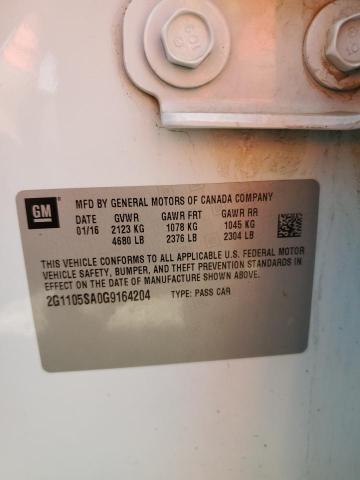 GM
MFD BY GENERAL MOTORS OF CANADA COMPANY
DATE GVWR GAWR FRT GAWR RR
01/16 2123 KG 1078 KG 1045 KG
4680 LB 2376 LB 2304 LB
THIS VEHICLE CONFORMS TO ALL APPLICABLE U.S. FEDERAL MOTOR
VEHICLE SAFETY, BUMPER, AND THEFT PREVENTION STANDARDS IN
EFFECT ON THE DATE OF MANUFACTURE SHOWN ABOVE.
2G1105SA0G9164204 TYPE: PASS CAR